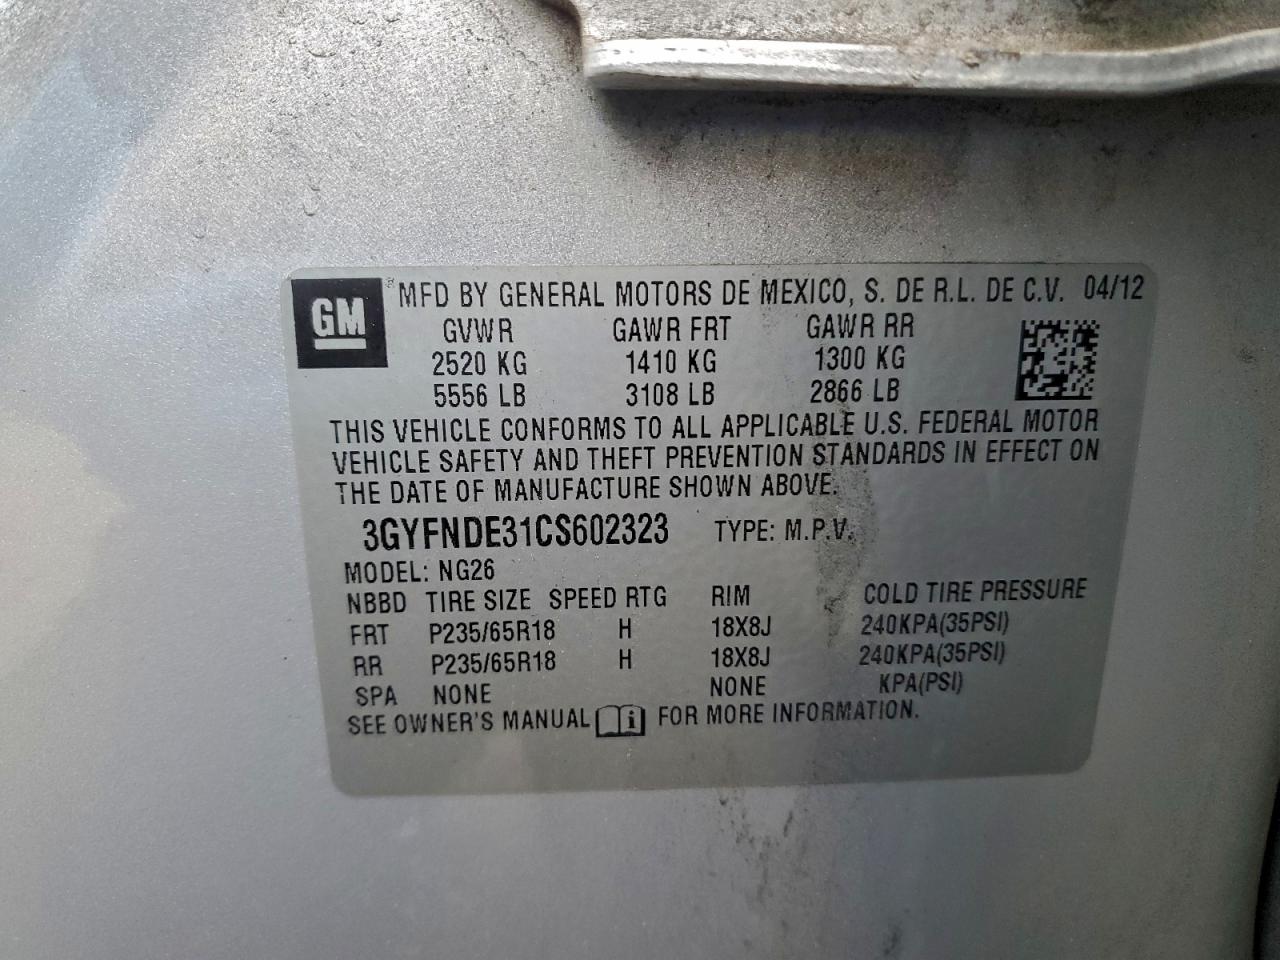 GM
MFD BY GENERAL MOTORS DE MEXICO, S. DE R.L. DE C.V. 04/12
GVWR GAWR FRT GAWR RR
2520 KG 1410 KG 1300 KG
5556 LB 3108 LB 2866 LB
THIS VEHICLE CONFORMS TO ALL APPLICABLE U.S. FEDERAL MOTOR
VEHICLE SAFETY AND THEFT PREVENTION STANDARDS IN EFFECT ON
THE DATE OF MANUFACTURE SHOWN ABOVE.
3GYFNDE31CS602323 TYPE: M.P.V.
MODEL: NG26
NBBD TIRE SIZE SPEED RTG RIM COLD TIRE PRESSURE
FRT P235/65R18 H 18X8J 240KPA(35PSI)
RR P235/65R18 H 18X8J 240KPA(35PSI)
SPA NONE NONE KPA(PSI)
SEE OWNER'S MANUAL i FOR MORE INFORMATION.